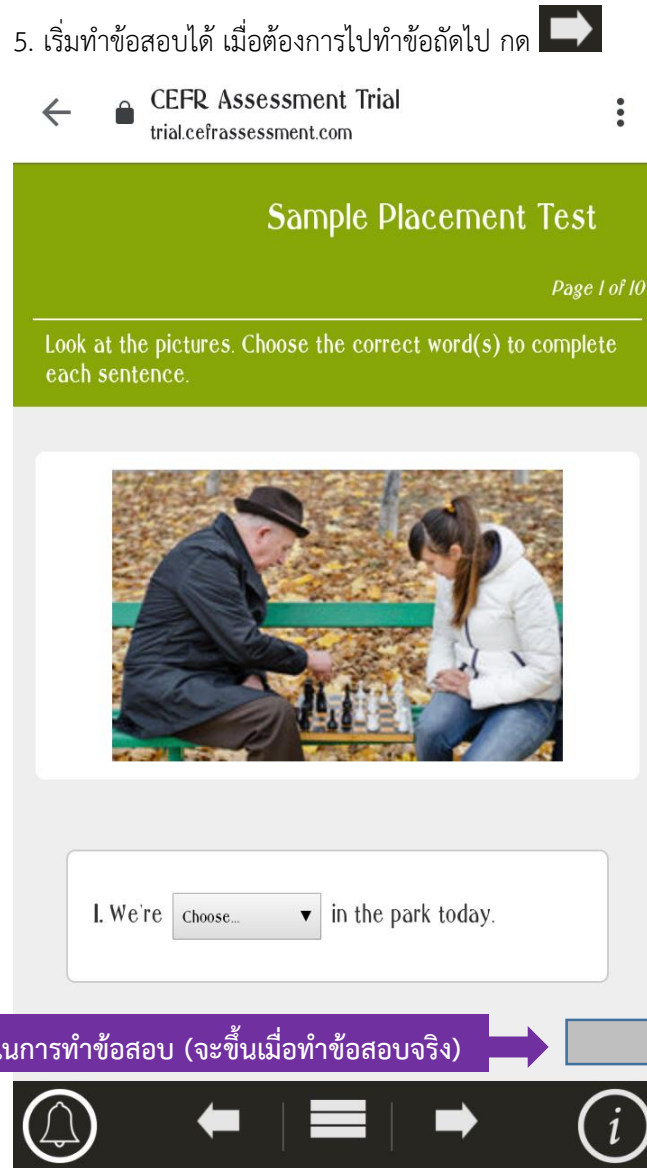 5. เริ่มทำข้อสอบได้ เมื่อต้องการไปทำข้อถัดไป กด
CEFR Assessment Trial
trial.cefrassessment.com
Sample Placement Test
Page 1 of 10
Look at the pictures. Choose the correct word(s) to complete
each sentence.
1. We're Choose... in the park today.
ในการทำข้อสอบ (จะขึ้นเมื่อทำข้อสอบจริง)
i